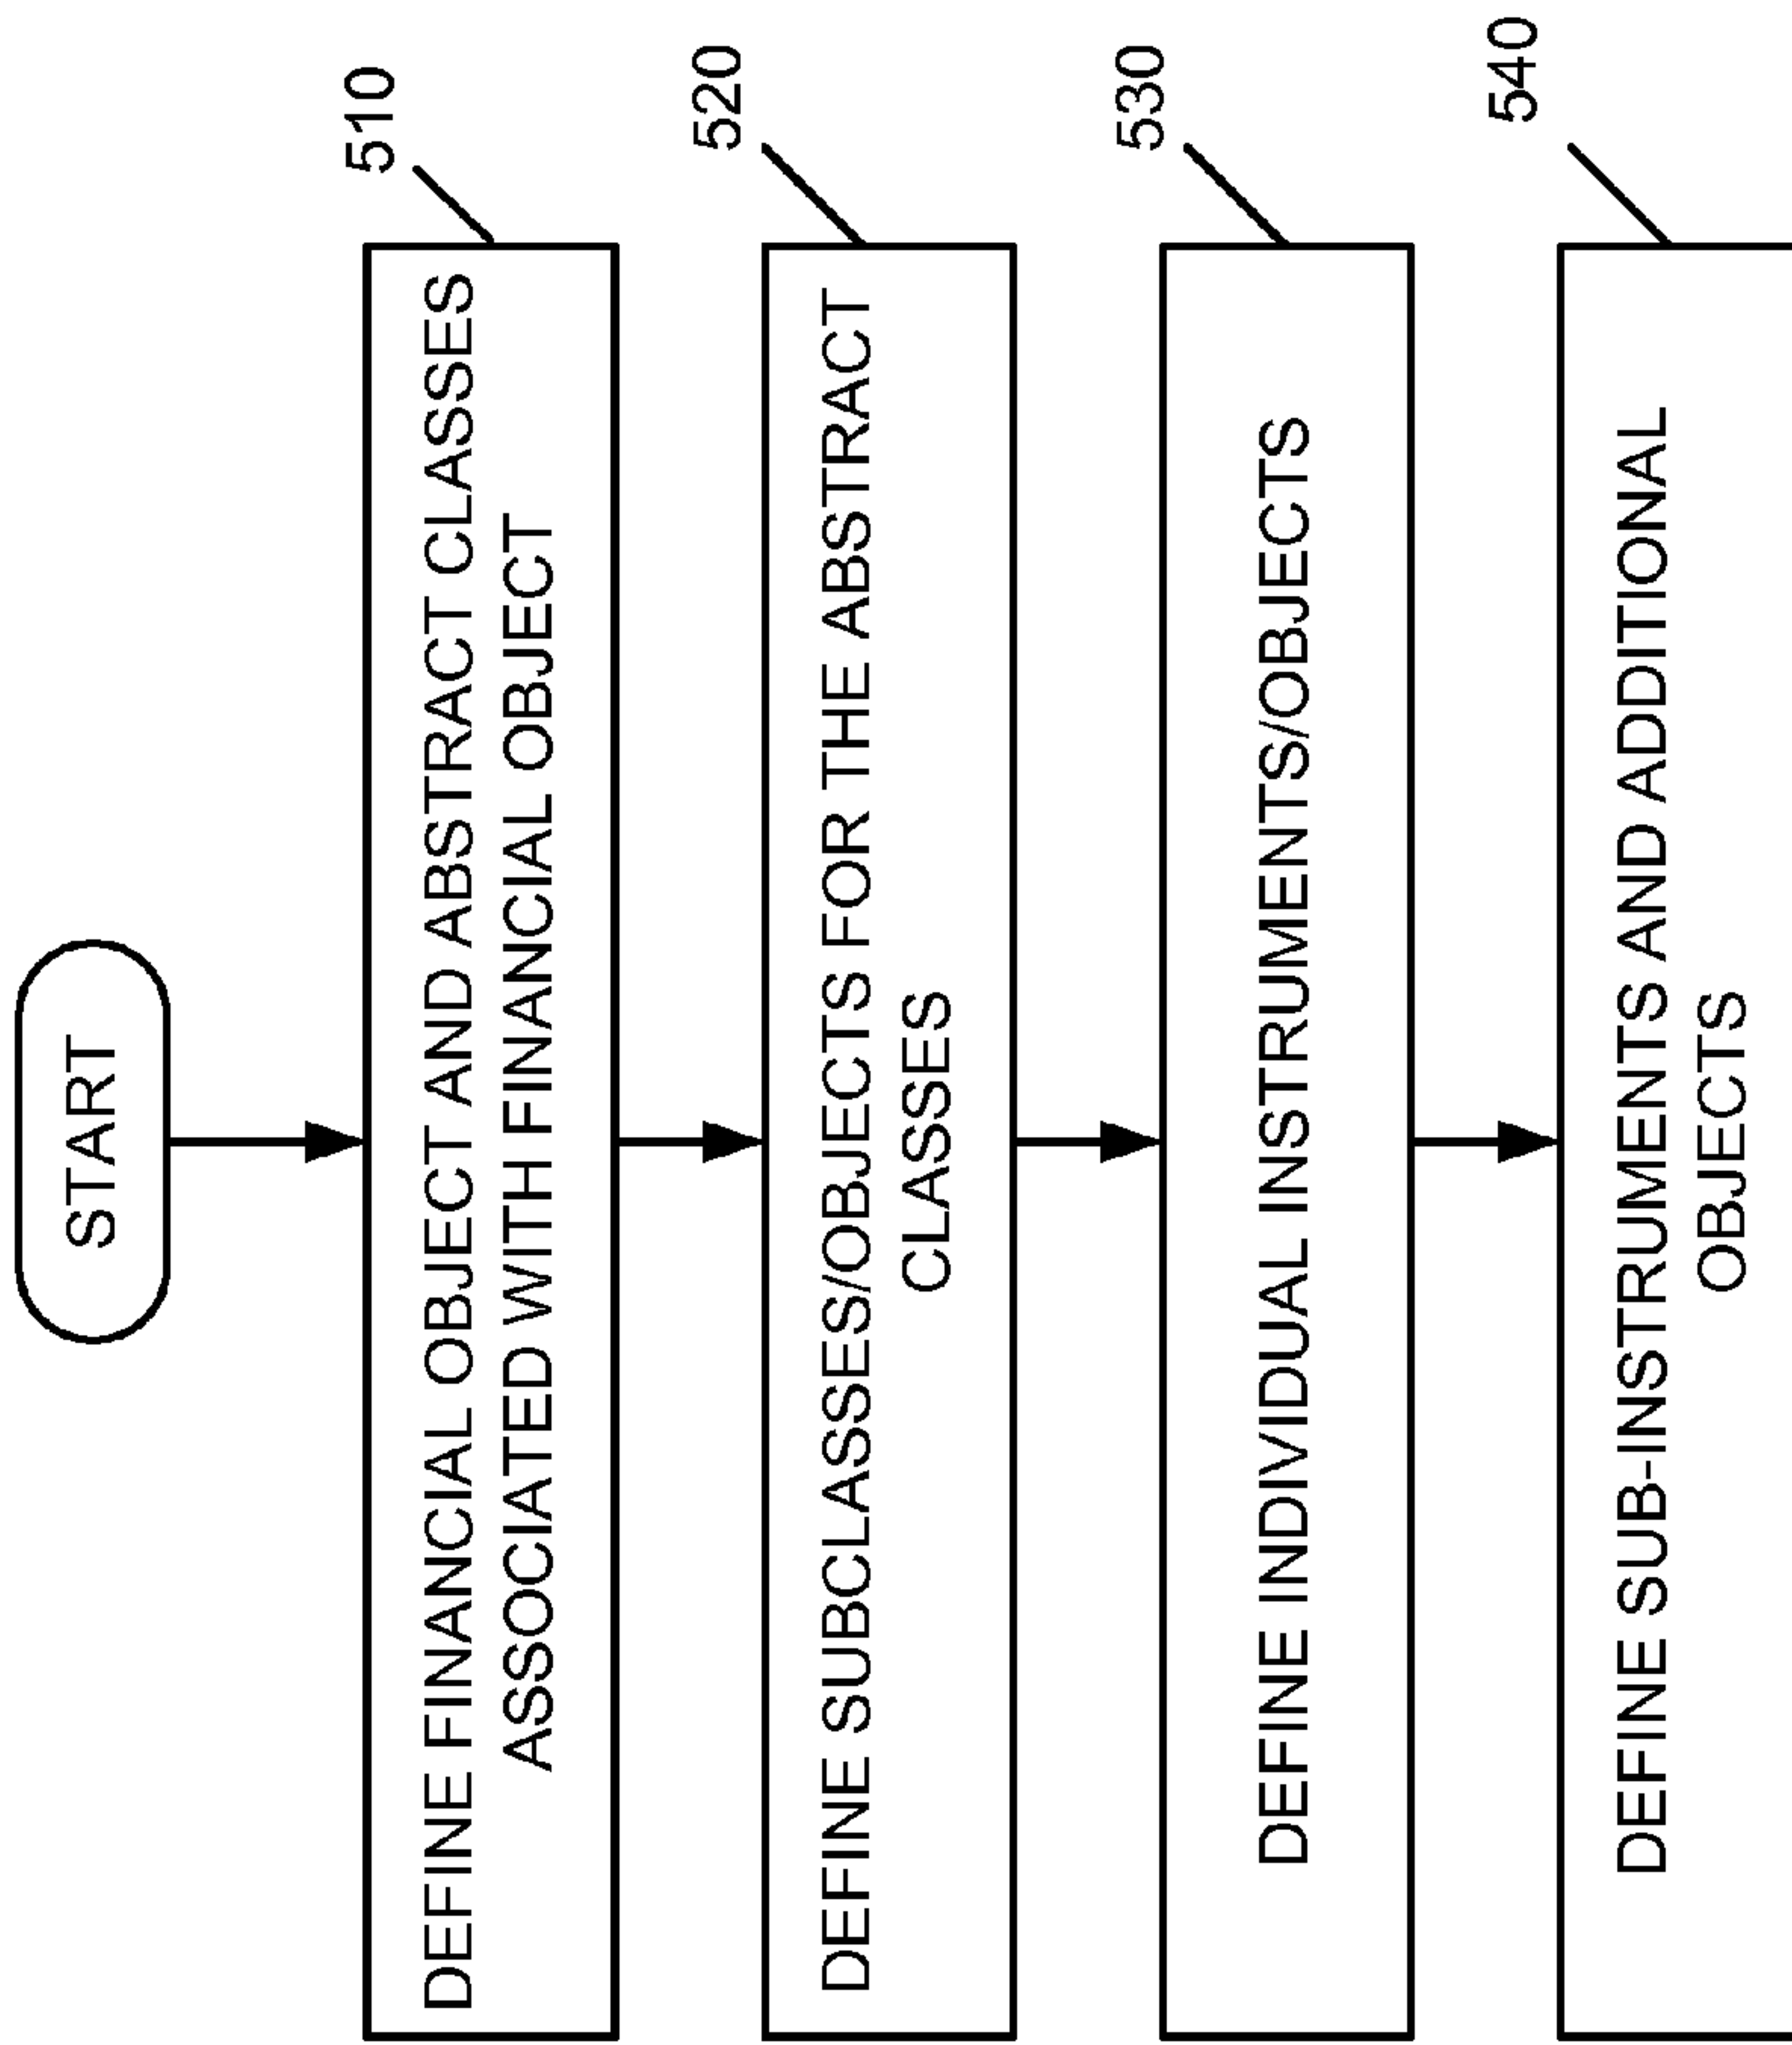 START
510
DEFINE FINANCIAL OBJECT AND ABSTRACT CLASSES
ASSOCIATED WITH FINANCIAL OBJECT
520
DEFINE SUBCLASSES/OBJECTS FOR THE ABSTRACT
CLASSES
530
DEFINE INDIVIDUAL INSTRUMENTS/OBJECTS
540
DEFINE SUB-INSTRUMENTS AND ADDITIONAL
OBJECTS